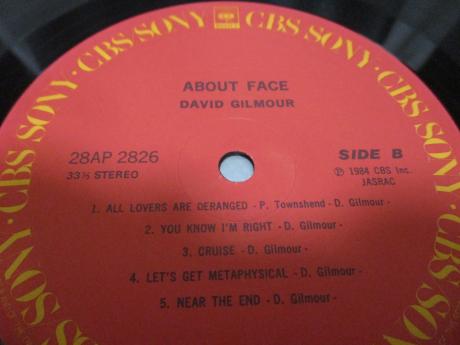 CBS SONY · CBS SONY · CBS SONY · CBS SONY
ABOUT FACE
DAVID GILMOUR
28AP 2826
33⅓ STEREO
SIDE B
Ⓟ 1984 CBS Inc.
JASRAC
1. ALL LOVERS ARE DERANGED - P. Townshend - D. Gilmour -
2. YOU KNOW I'M RIGHT - D. Gilmour -
3. CRUISE - D. Gilmour -
4. LET'S GET METAPHYSICAL - D. Gilmour -
5. NEAR THE END - D. Gilmour -